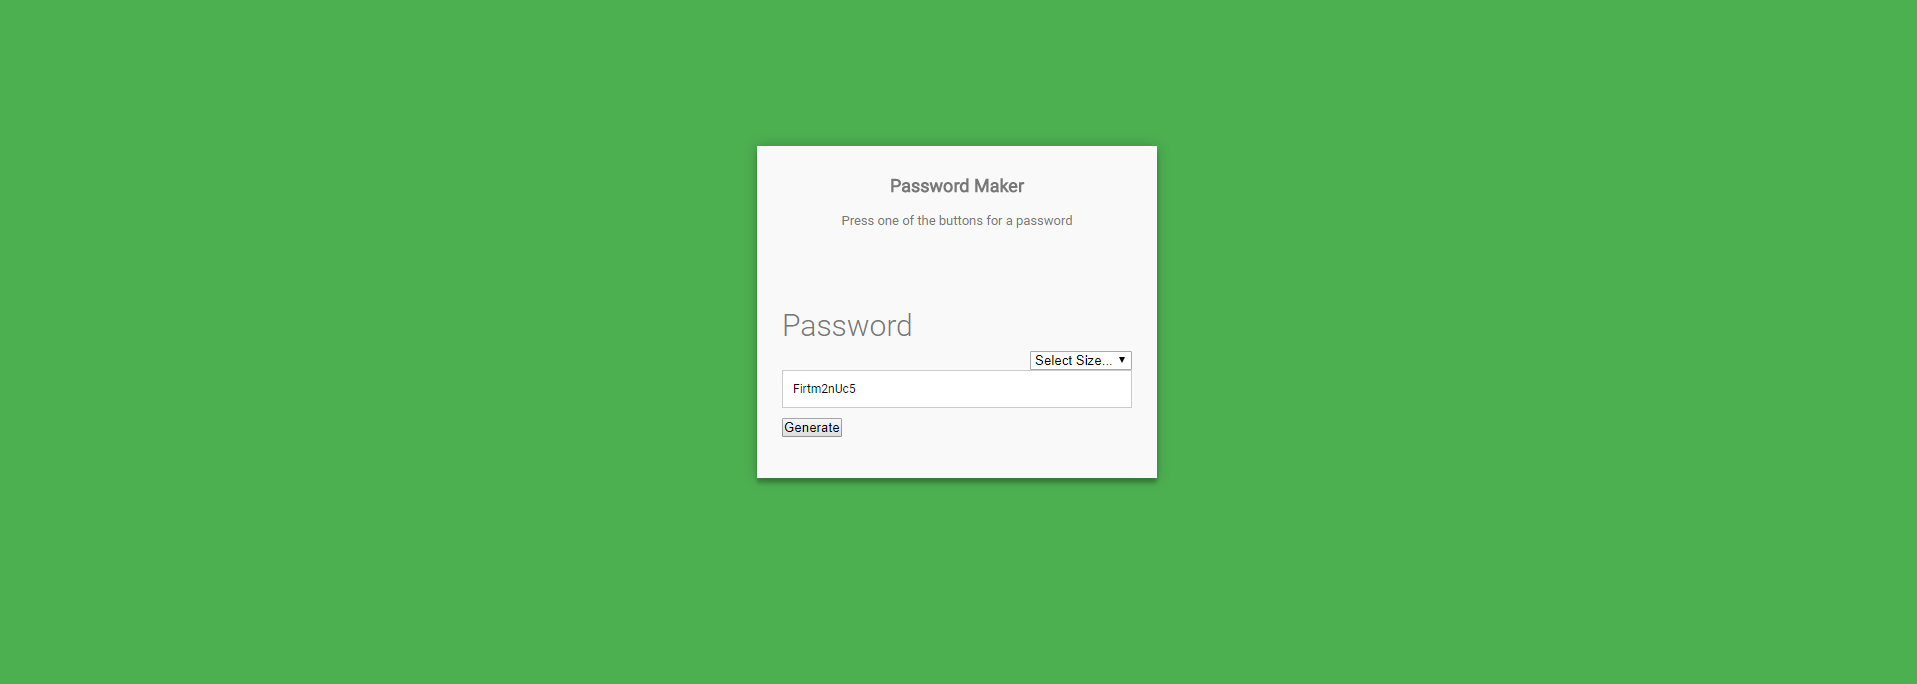 Password Maker
Press one of the buttons for a password
Password
Select Size...
Firtm2nUc5
Generate